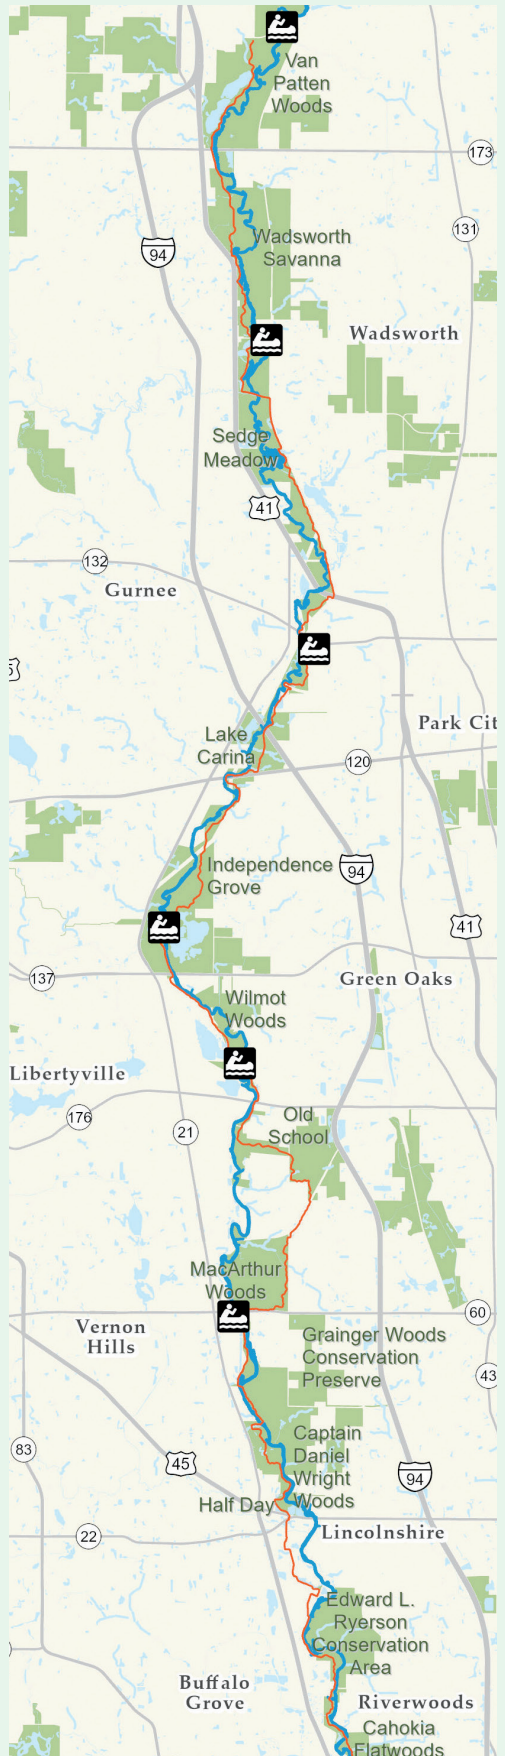 Van
Patten
Woods
173
131
94
Wadsworth
Savanna
Wadsworth
Sedge
Meadow
41
132
Gurnee
Park Cit
Lake
Carina
120
Independence
Grove
94
41
137
Green Oaks
Wilmot
Woods
Libertyville
176
21
Old
School
MacArthur
Woods
60
Vernon
Hills
Grainger Woods
Conservation
Preserve
43
83
45
Captain
Daniel
Wright
Woods
94
Half Day
22
Lincolnshire
Edward L.
Ryerson
Conservation
Area
Buffalo
Grove
Riverwoods
Cahokia
Flatwoods